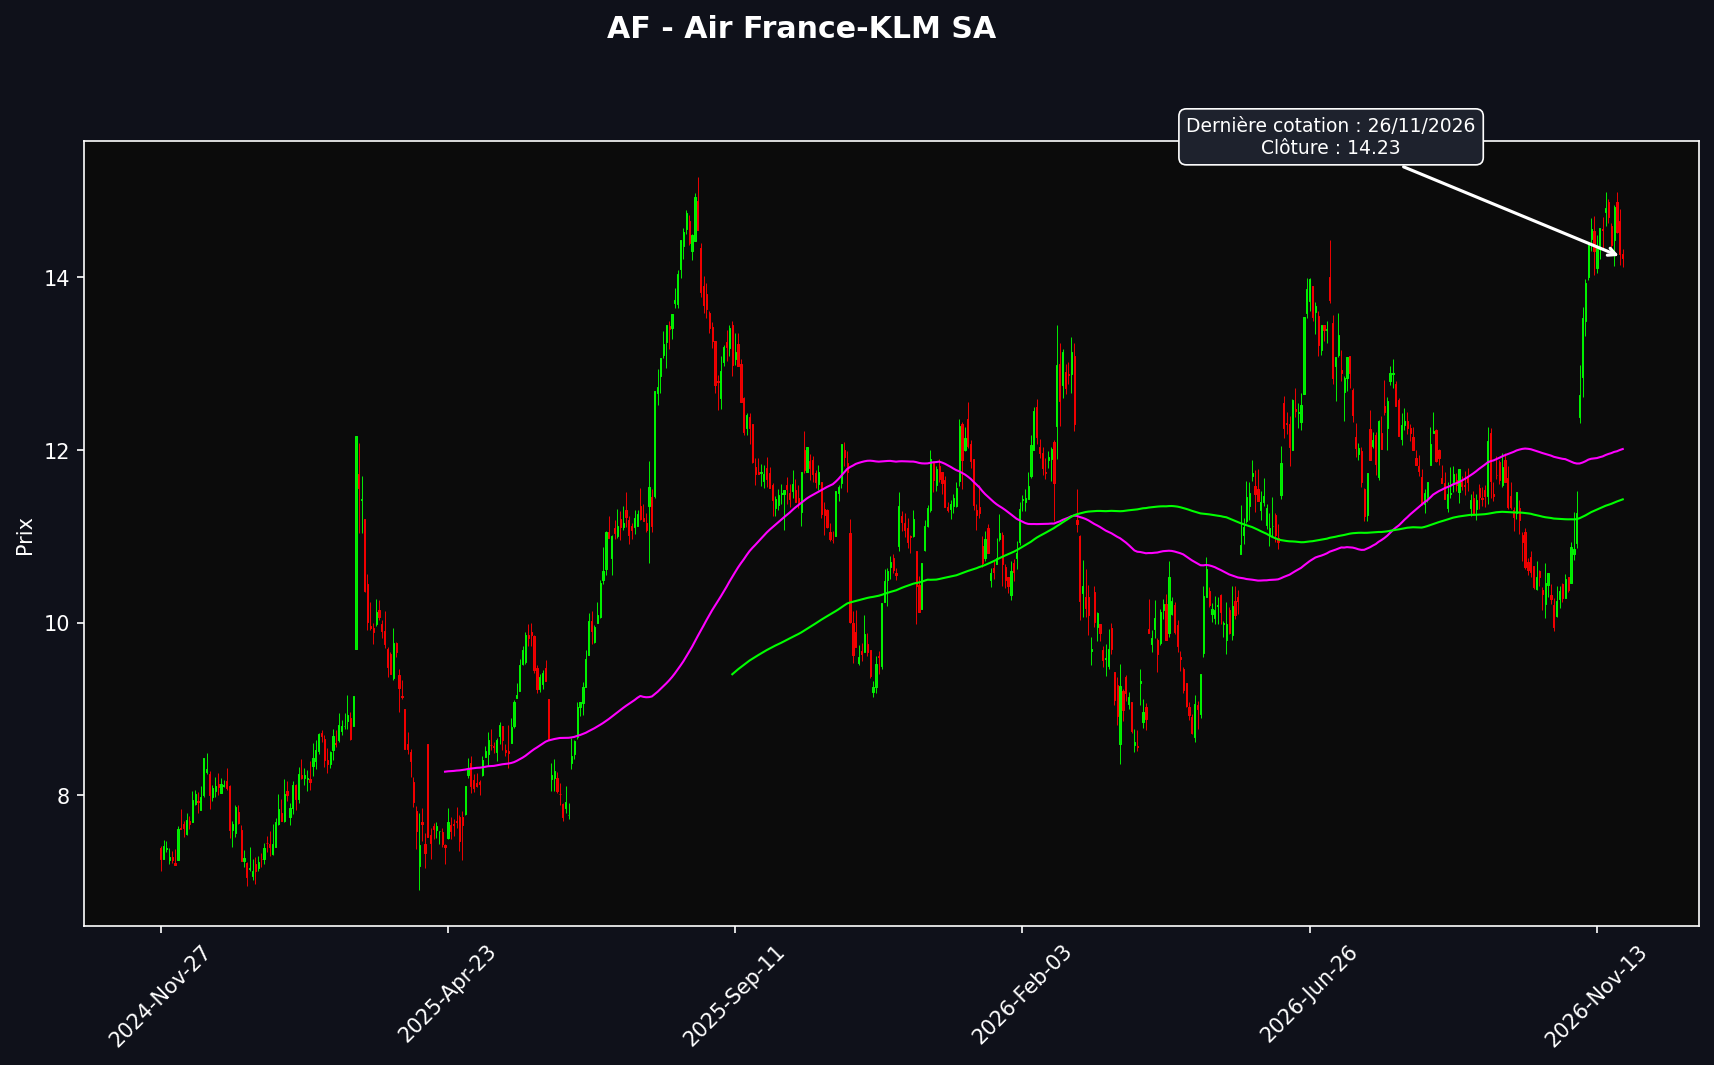 AF - Air France-KLM SA
Dernière cotation : 26/11/2026
Clôture : 14.23
Prix
14
12
10
8
2024-Nov-27
2025-Apr-23
2025-Sep-11
2026-Feb-03
2026-Jun-26
2026-Nov-13